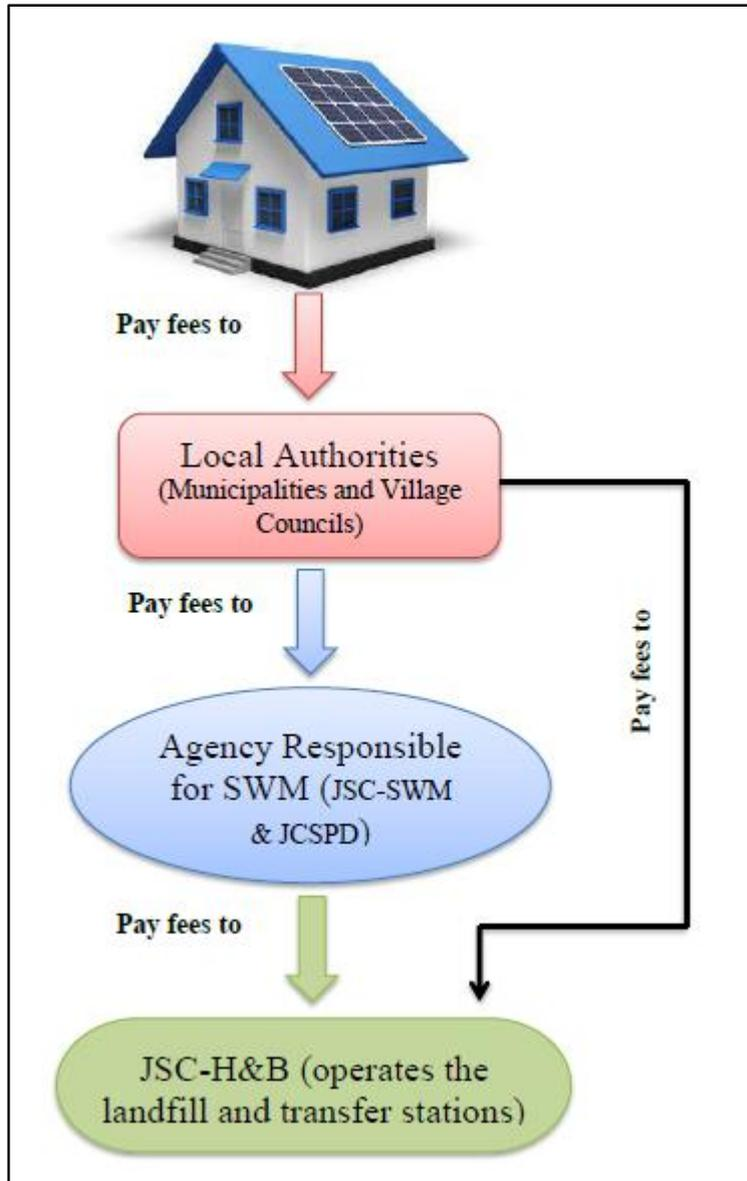 Pay fees to
Local Authorities
(Municipalities and Village
Councils)
Pay fees to
Pay fees to
Agency Responsible
for SWM (JSC-SWM
& JCSPD)
Pay fees to
JSC-H&B (operates the
landfill and transfer stations)